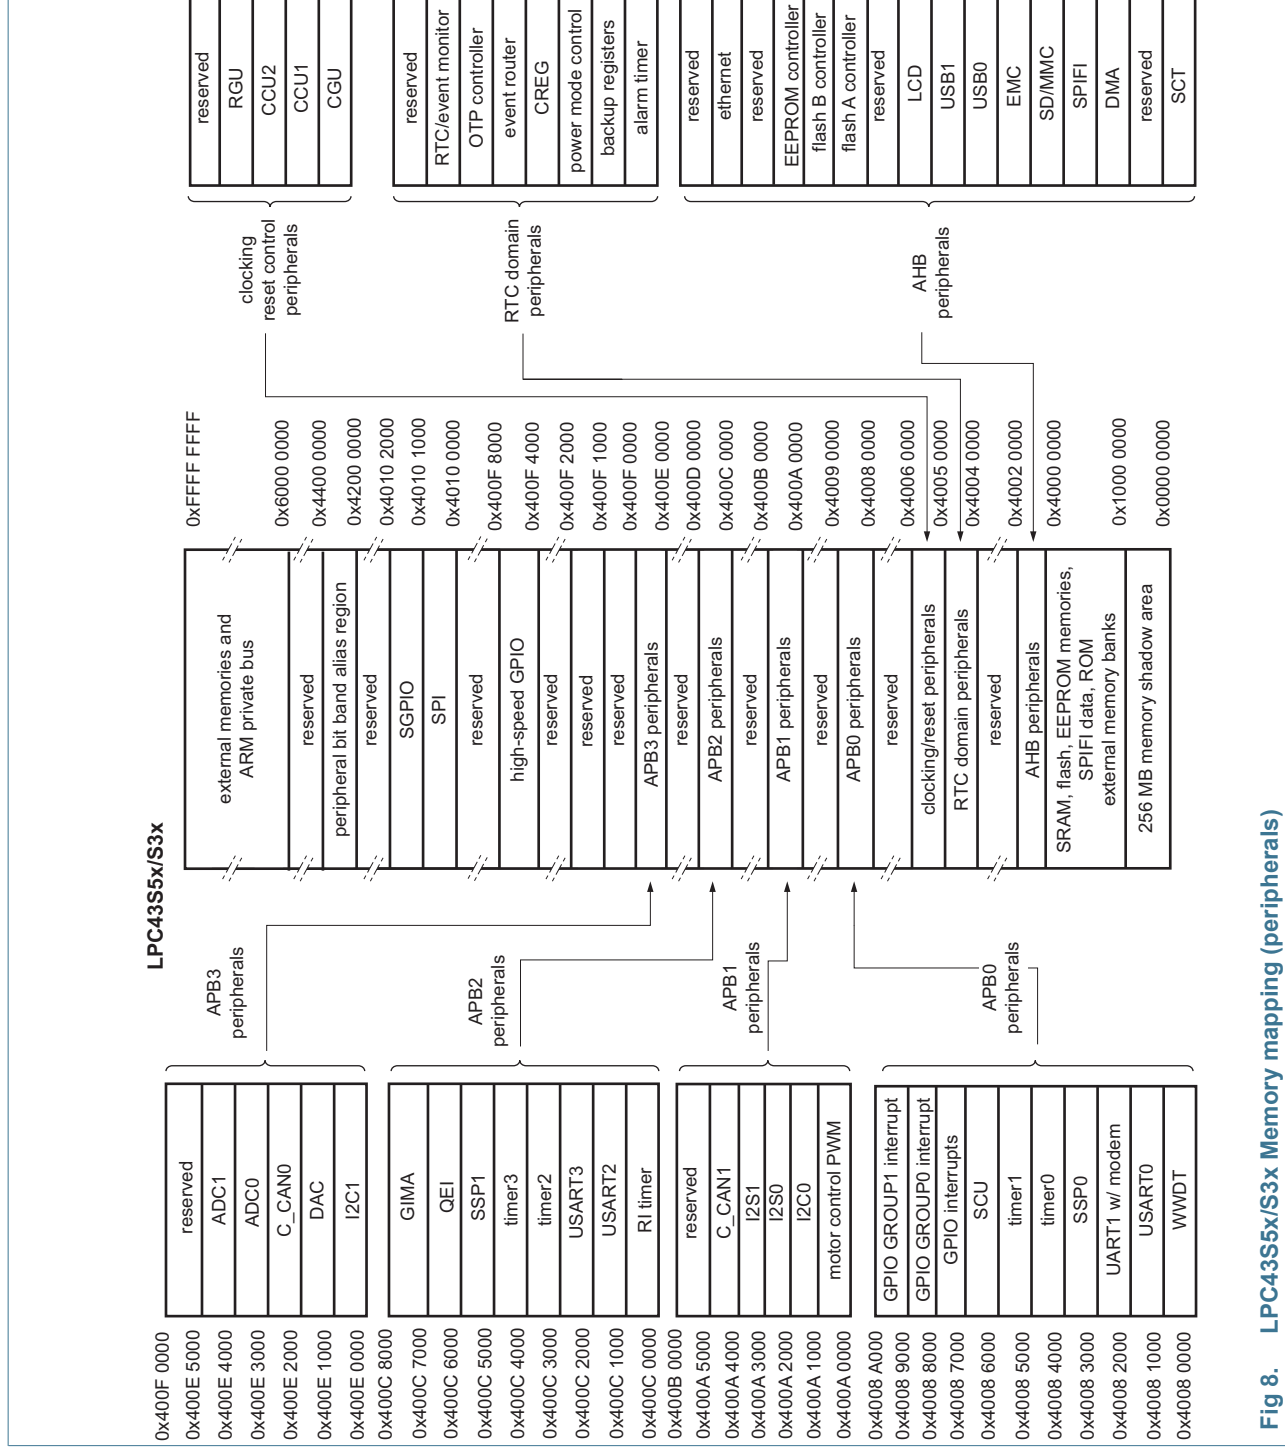 LPC43S5x/S3x
0x400F 0000
reserved
0x400E 5000
ADC1
0x400E 4000
ADC0
0x400E 3000
C_CAN0
0x400E 2000
DAC
0x400E 1000
I2C1
0x400E 0000
APB3
peripherals
0x400C 8000
GIMA
0x400C 7000
QEI
0x400C 6000
SSP1
0x400C 5000
timer3
0x400C 4000
timer2
0x400C 3000
USART3
0x400C 2000
USART2
0x400C 1000
RI timer
0x400C 0000
APB2
peripherals
0x400B 0000
reserved
0x400A 5000
C_CAN1
0x400A 4000
I2S1
0x400A 3000
I2S0
0x400A 2000
I2C0
0x400A 1000
motor control PWM
0x400A 0000
APB1
peripherals
0x4008 A000
GPIO GROUP1 interrupt
0x4008 9000
GPIO GROUP0 interrupt
0x4008 8000
GPIO interrupts
0x4008 7000
SCU
0x4008 6000
timer1
0x4008 5000
timer0
0x4008 4000
SSP0
0x4008 3000
UART1 w/ modem
0x4008 2000
USART0
0x4008 1000
WWDT
0x4008 0000
APB0
peripherals
0xFFFF FFFF
external memories and
ARM private bus
0x6000 0000
reserved
0x4400 0000
peripheral bit band alias region
0x4200 0000
reserved
0x4010 2000
SGPIO
0x4010 1000
SPI
0x4010 0000
reserved
0x400F 8000
high-speed GPIO
0x400F 4000
reserved
0x400F 2000
reserved
0x400F 1000
reserved
0x400F 0000
APB3 peripherals
0x400E 0000
reserved
0x400D 0000
APB2 peripherals
0x400C 0000
reserved
0x400B 0000
APB1 peripherals
0x400A 0000
reserved
0x4009 0000
APB0 peripherals
0x4008 0000
reserved
0x4006 0000
clocking/reset peripherals
0x4005 0000
RTC domain peripherals
0x4004 0000
reserved
0x4002 0000
AHB peripherals
0x4000 0000
SRAM, flash, EEPROM memories,
SPIFI data, ROM
external memory banks
0x1000 0000
256 MB memory shadow area
0x0000 0000
clocking
reset control
peripherals
reserved
RGU
CCU2
CCU1
CGU
RTC domain
peripherals
reserved
RTC/event monitor
OTP controller
event router
CREG
power mode control
backup registers
alarm timer
AHB
peripherals
reserved
ethernet
reserved
EEPROM controller
flash B controller
flash A controller
reserved
LCD
USB1
USB0
EMC
SD/MMC
SPIFI
DMA
reserved
SCT
Fig 8. LPC43S5x/S3x Memory mapping (peripherals)